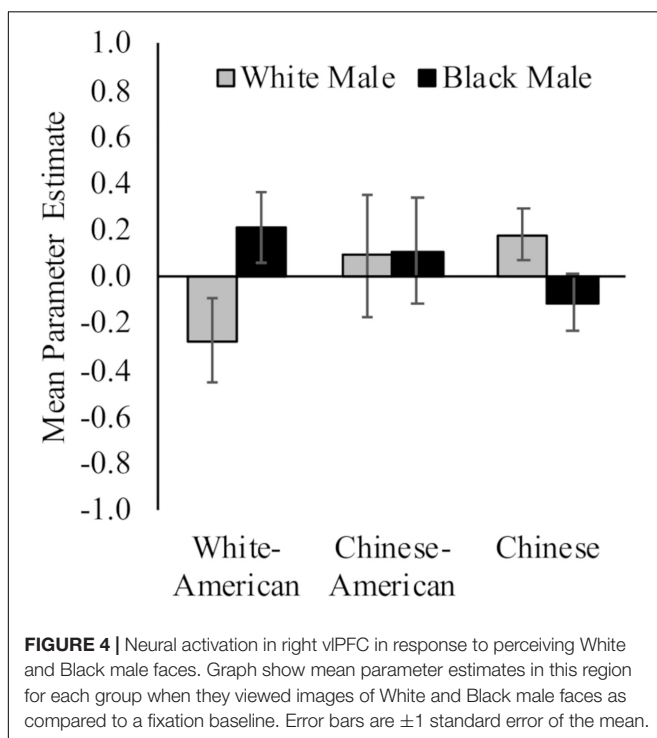 1.0
White Male Black Male
0.8
0.6
0.4
0.2
0.0
-0.2
-0.4
-0.6
-0.8
-1.0
Mean Parameter Estimate
White-
American
Chinese-
American
Chinese
FIGURE 4 | Neural activation in right vlPFC in response to perceiving White
and Black male faces. Graph show mean parameter estimates in this region
for each group when they viewed images of White and Black male faces as
compared to a fixation baseline. Error bars are ±1 standard error of the mean.